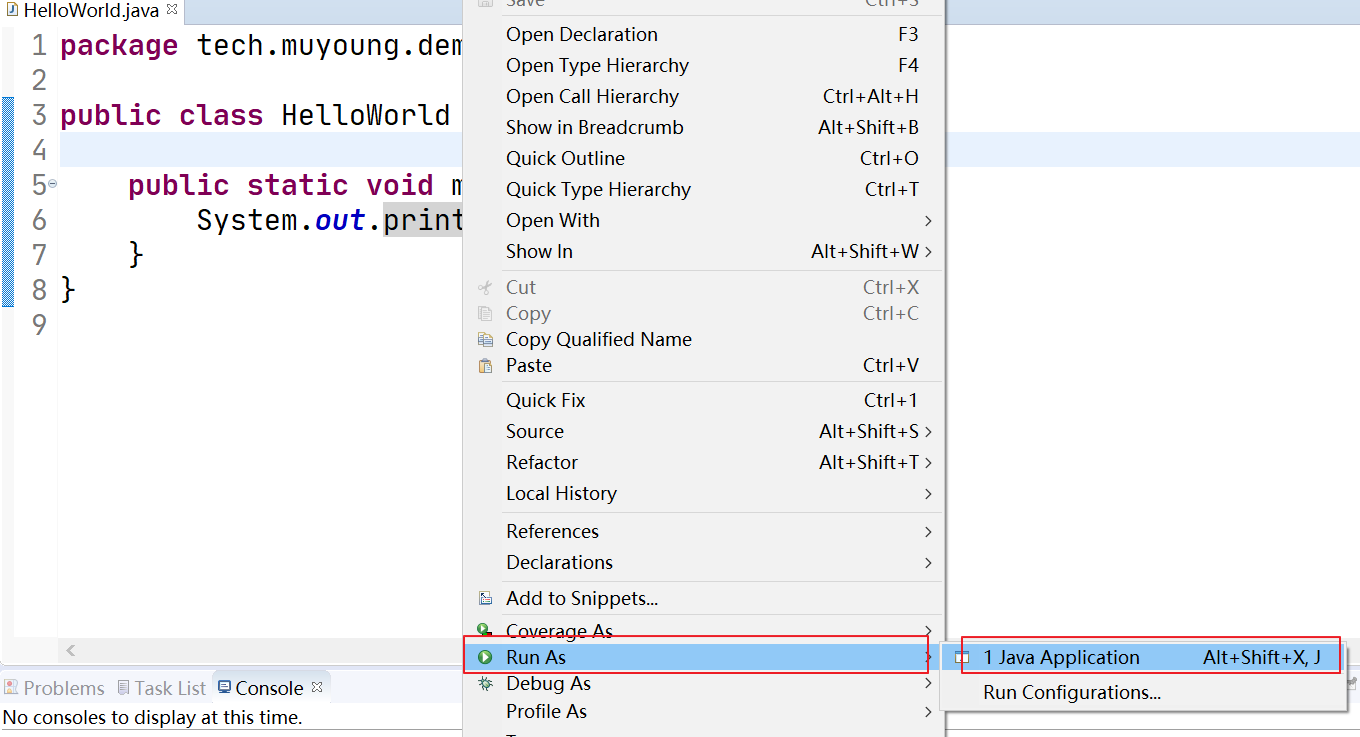 HelloWorld.java
Save Ctrl+S
1 package tech.muyoung.dem
2
3 public class HelloWorld
4
5 public static void m
6 System.out.print
7 }
8 }
9
Open Declaration F3
Open Type Hierarchy F4
Open Call Hierarchy Ctrl+Alt+H
Show in Breadcrumb Alt+Shift+B
Quick Outline Ctrl+O
Quick Type Hierarchy Ctrl+T
Open With
Show In Alt+Shift+W
Cut Ctrl+X
Copy Ctrl+C
Copy Qualified Name
Paste Ctrl+V
Quick Fix Ctrl+1
Source Alt+Shift+S
Refactor Alt+Shift+T
Local History
References
Declarations
Add to Snippets...
Coverage As
Run As
Debug As
Profile As
1 Java Application Alt+Shift+X, J
Run Configurations...
Problems Task List Console
No consoles to display at this time.